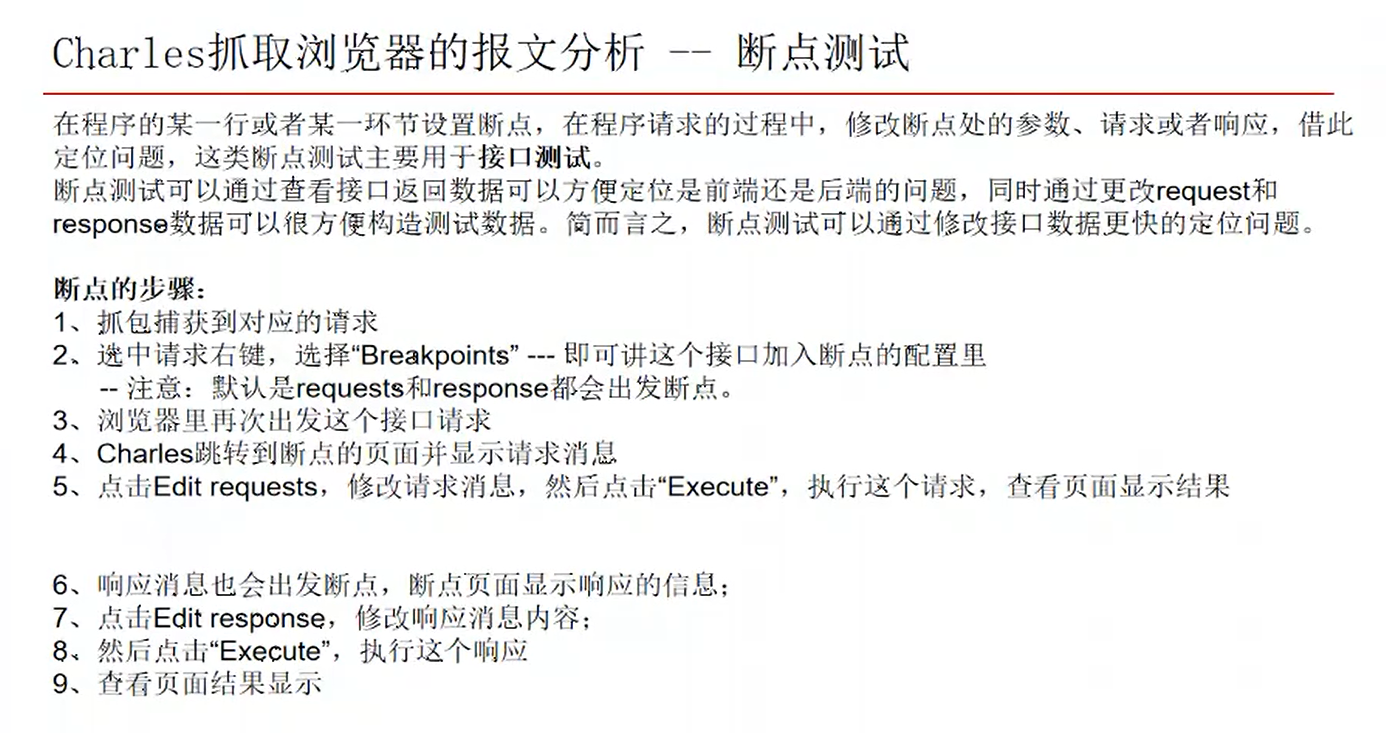 Charles抓取浏览器的报文分析 -- 断点测试
在程序的某一行或者某一环节设置断点，在程序请求的过程中，修改断点处的参数、请求或者响应，借此
定位问题，这类断点测试主要用于接口测试。
断点测试可以通过查看接口返回数据可以方便定位是前端还是后端的问题，同时通过更改request和
response数据可以很方便构造测试数据。简而言之，断点测试可以通过修改接口数据更快的定位问题。
断点的步骤：
1、抓包捕获到对应的请求
2、选中请求右键，选择“Breakpoints” --- 即可讲这个接口加入断点的配置里
-- 注意：默认是requests和response都会出发断点。
3、浏览器里再次出发这个接口请求
4、Charles跳转到断点的页面并显示请求消息
5、点击Edit requests，修改请求消息，然后点击“Execute”，执行这个请求，查看页面显示结果
6、响应消息也会出发断点，断点页面显示响应的信息；
7、点击Edit response，修改响应消息内容；
8、然后点击“Execute”，执行这个响应
9、查看页面结果显示